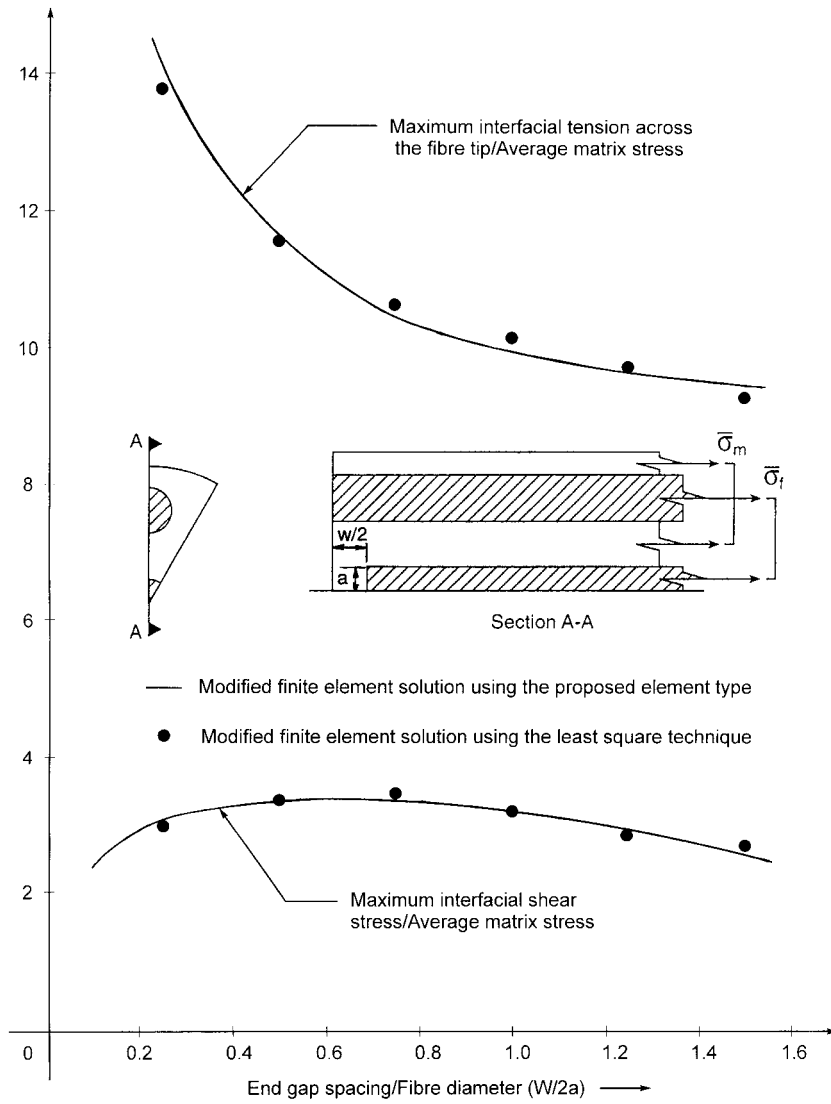 14
Maximum interfacial tension across
the fibre tip/Average matrix stress
12
10
A
σ̅m
σ̅f
8
w/2
a
A
Section A-A
6
Modified finite element solution using the proposed element type
Modified finite element solution using the least square technique
4
2
Maximum interfacial shear
stress/Average matrix stress
0 0.2 0.4 0.6 0.8 1.0 1.2 1.4 1.6
End gap spacing/Fibre diameter (W/2a)